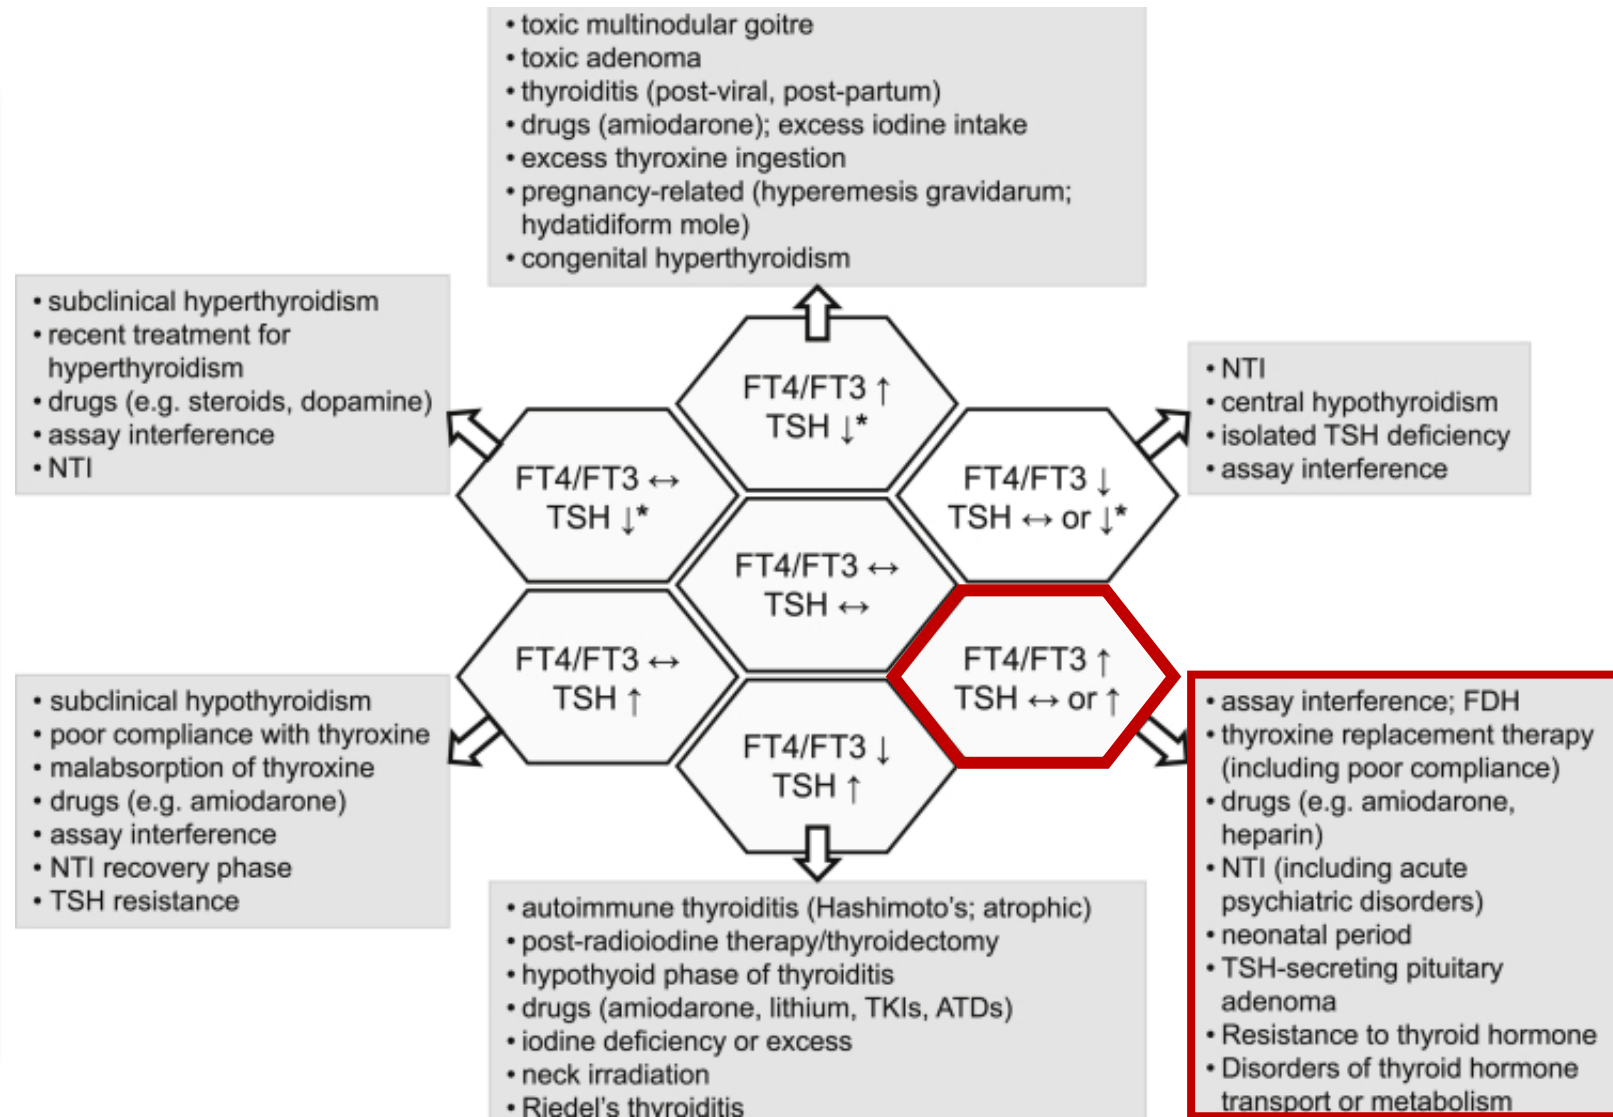 • toxic multinodular goitre
• toxic adenoma
• thyroiditis (post-viral, post-partum)
• drugs (amiodarone); excess iodine intake
• excess thyroxine ingestion
• pregnancy-related (hyperemesis gravidarum;
hydatidiform mole)
• congenital hyperthyroidism
• subclinical hyperthyroidism
• recent treatment for
hyperthyroidism
• drugs (e.g. steroids, dopamine)
• assay interference
• NTI
• NTI
• central hypothyroidism
• isolated TSH deficiency
• assay interference
FT4/FT3 ↑
TSH ↓*
FT4/FT3 ↔
TSH ↓*
FT4/FT3 ↓
TSH ↔ or ↓*
FT4/FT3 ↔
TSH ↔
FT4/FT3 ↔
TSH ↑
FT4/FT3 ↑
TSH ↔ or ↑
FT4/FT3 ↓
TSH ↑
• subclinical hypothyroidism
• poor compliance with thyroxine
• malabsorption of thyroxine
• drugs (e.g. amiodarone)
• assay interference
• NTI recovery phase
• TSH resistance
• assay interference; FDH
• thyroxine replacement therapy
(including poor compliance)
• drugs (e.g. amiodarone,
heparin)
• NTI (including acute
psychiatric disorders)
• neonatal period
• TSH-secreting pituitary
adenoma
• Resistance to thyroid hormone
• Disorders of thyroid hormone
transport or metabolism
• autoimmune thyroiditis (Hashimoto's; atrophic)
• post-radioiodine therapy/thyroidectomy
• hypothyoid phase of thyroiditis
• drugs (amiodarone, lithium, TKIs, ATDs)
• iodine deficiency or excess
• neck irradiation
• Riedel's thyroiditis